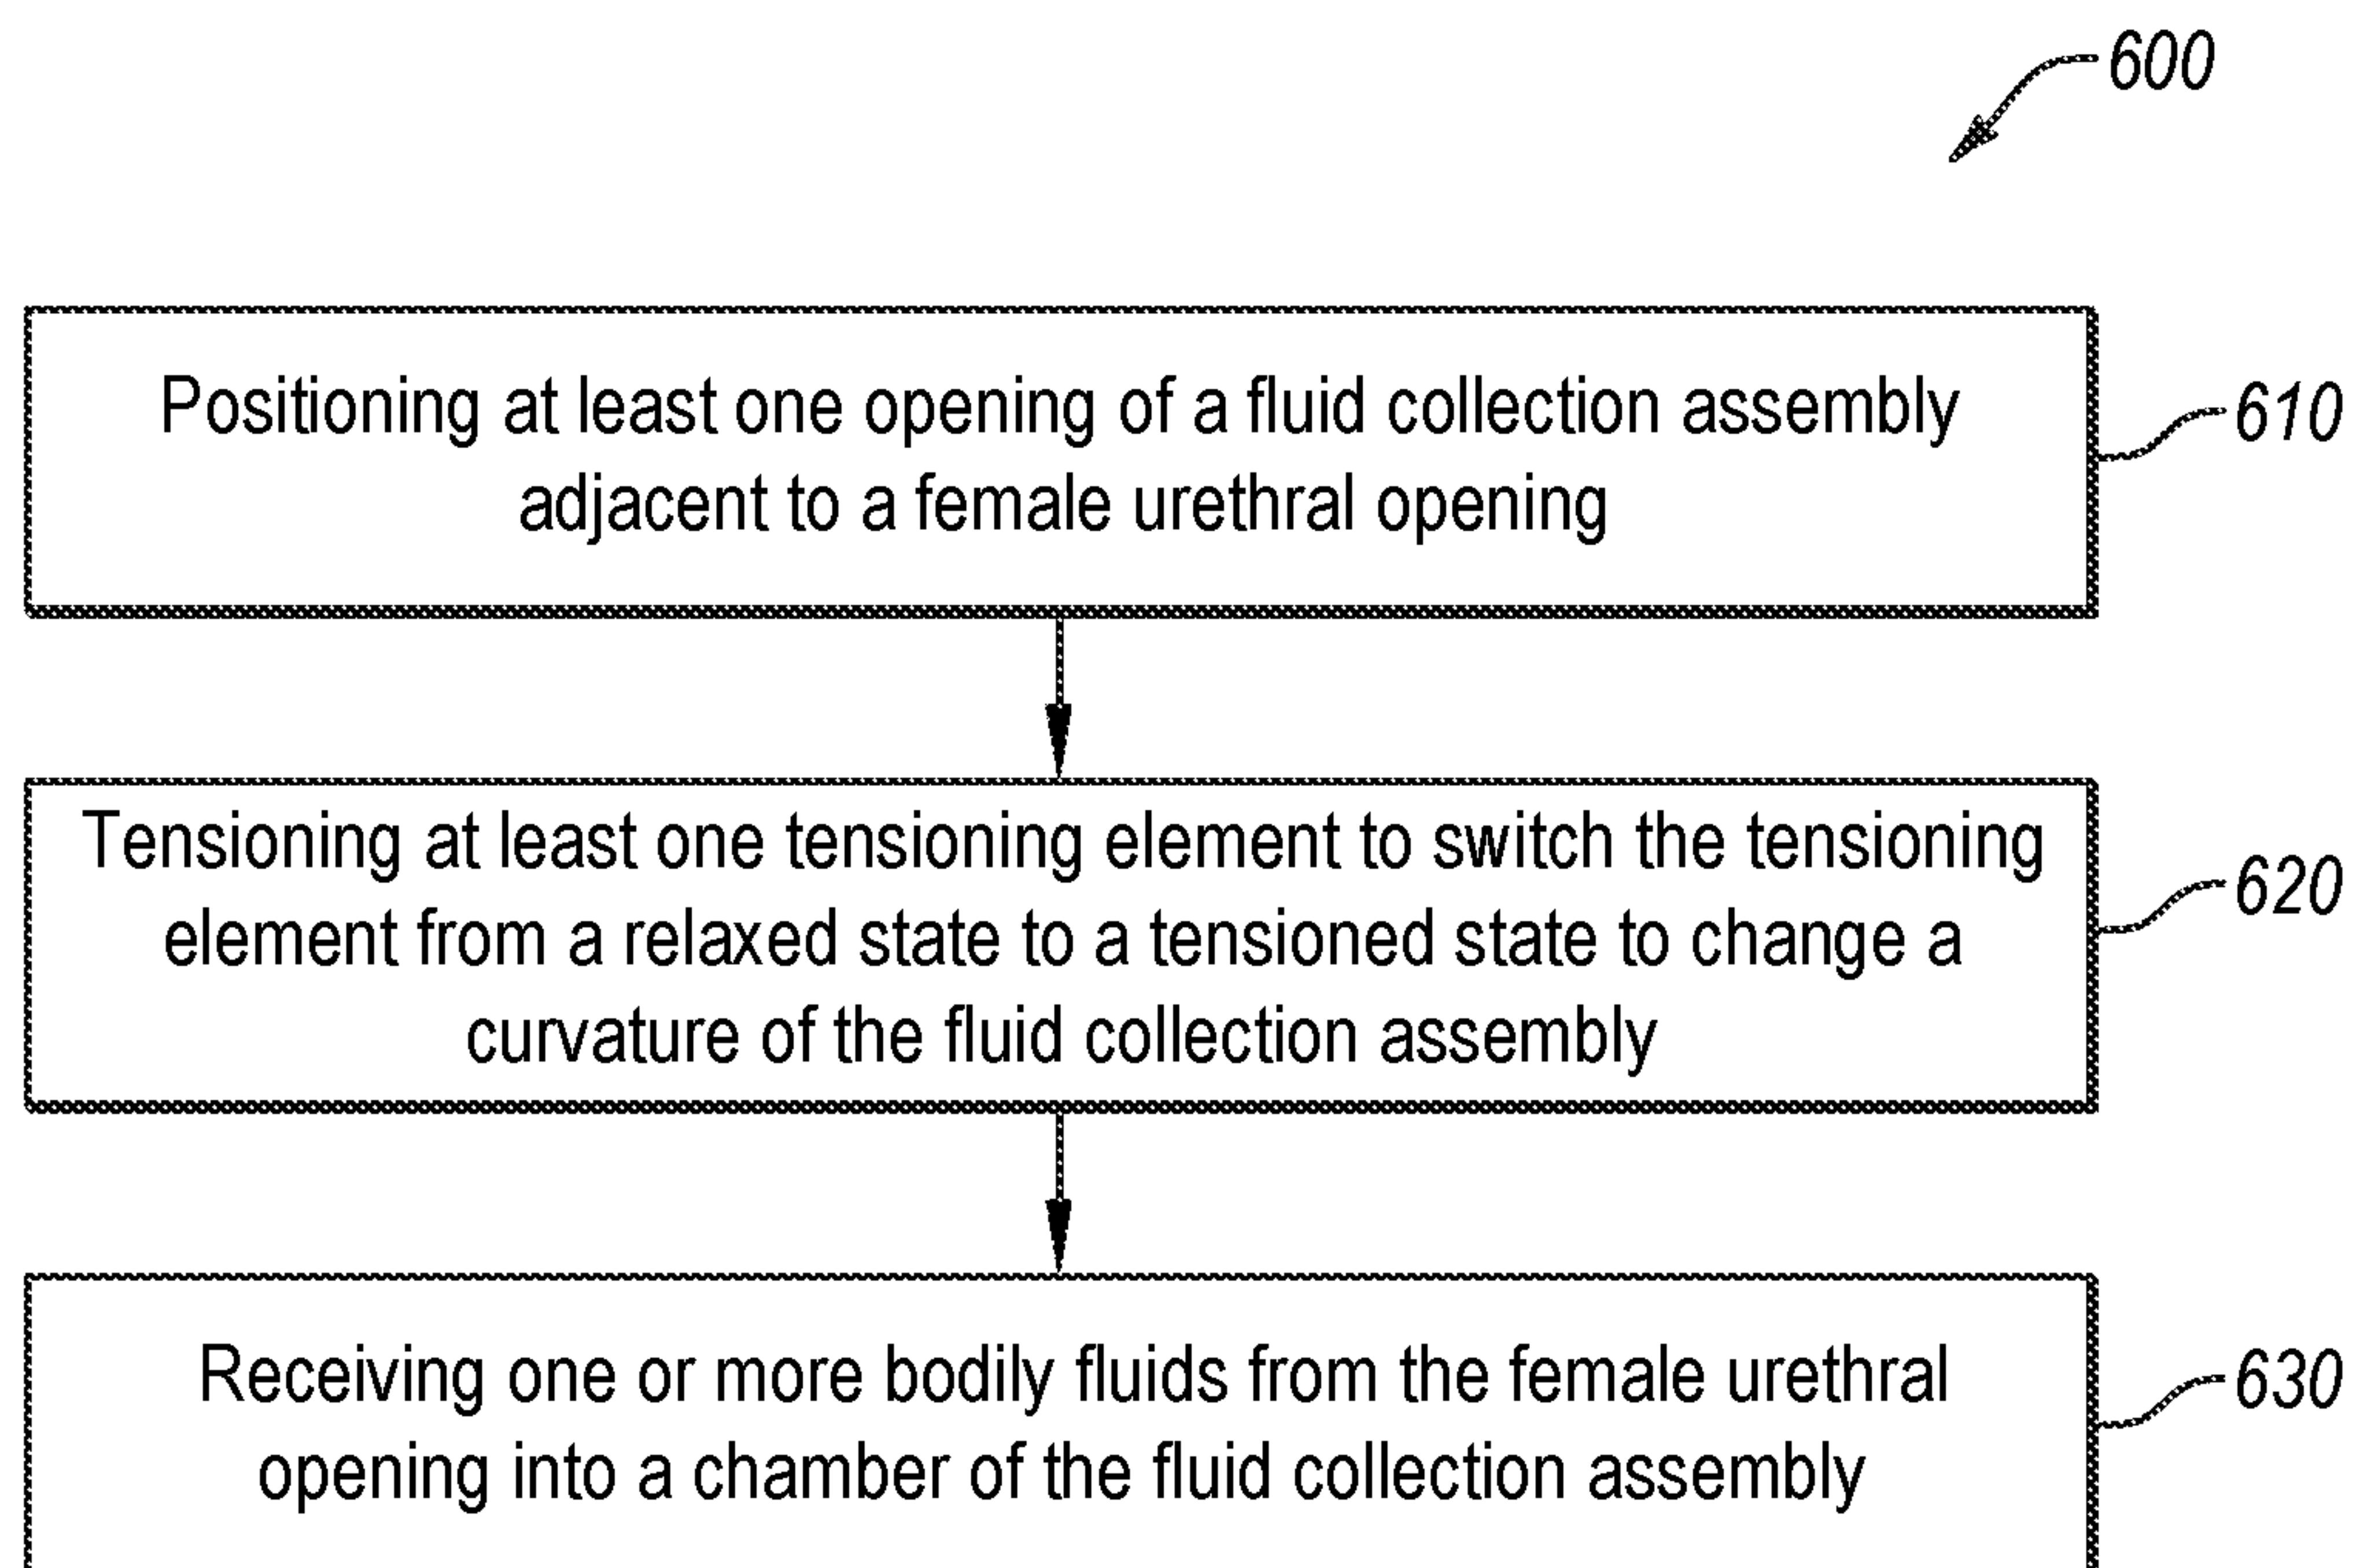 600
Positioning at least one opening of a fluid collection assembly
adjacent to a female urethral opening
610
Tensioning at least one tensioning element to switch the tensioning
element from a relaxed state to a tensioned state to change a
curvature of the fluid collection assembly
620
Receiving one or more bodily fluids from the female urethral
opening into a chamber of the fluid collection assembly
630